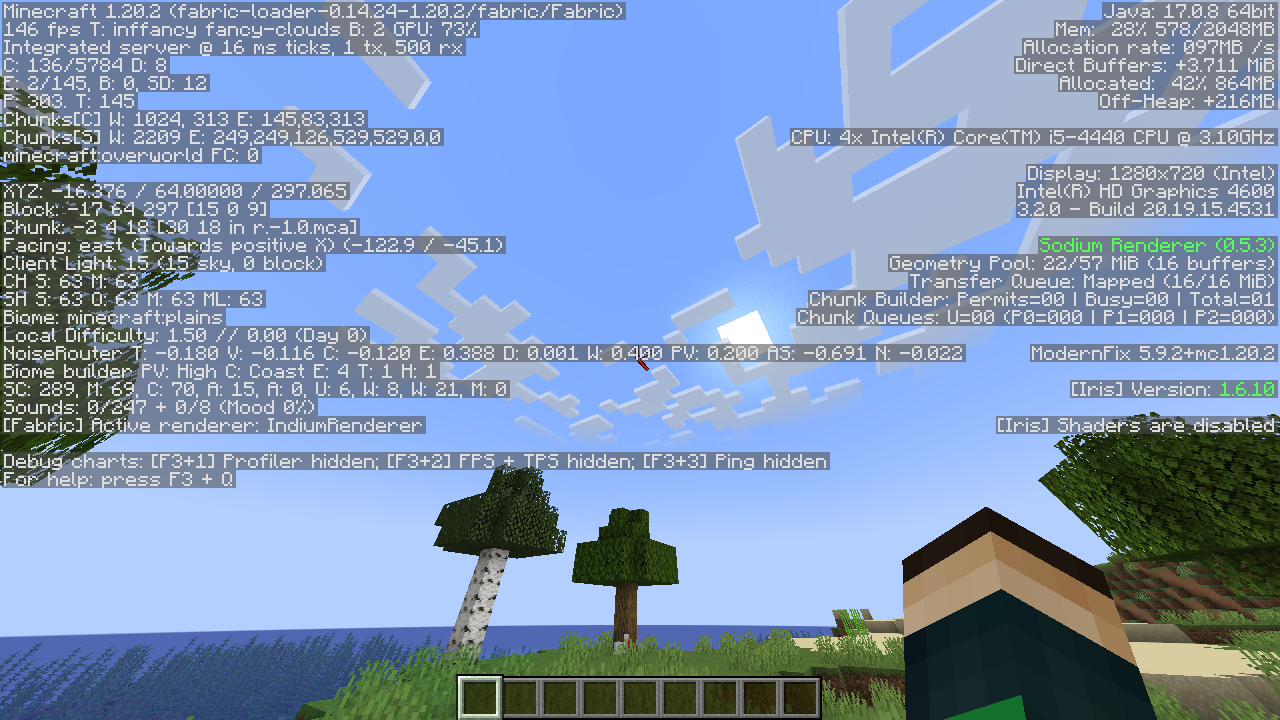 Minecraft 1.20.2 (fabric-loader-0.14.24-1.20.2/fabric/Fabric)
146 fps T: inffancy fancy-clouds B: 2 GPU: 73%
Integrated server @ 16 ms ticks, 1 tx, 500 rx
C: 136/5784 D: 8
E: 2/145, B: 0, SD: 12
P: 303. T: 145
Chunks[C] W: 1024, 313 E: 145,83,313
Chunks[S] W: 2209 E: 249,249,126,529,529,0,0
minecraft:overworld FC: 0
XYZ: -16.376 / 64.00000 / 297.065
Block: -17 64 297 [15 0 9]
Chunk: -2 4 18 [30 18 in r.-1.0.mca]
Facing: east (Towards positive X) (-122.9 / -45.1)
Client Light: 15 (15 sky, 0 block)
CH S: 63 M: 63
SH S: 63 O: 63 M: 63 ML: 63
Biome: minecraft:plains
Local Difficulty: 1.50 // 0.00 (Day 0)
NoiseRouter T: -0.180 V: -0.116 C: -0.120 E: 0.388 D: 0.001 W: 0.400 PV: 0.200 AS: -0.691 N: -0.022
Biome builder PV: High C: Coast E: 4 T: 1 H: 1
SC: 289, M: 69, C: 70, A: 15, A: 0, U: 6, W: 8, W: 21, M: 0
Sounds: 0/247 + 0/8 (Mood 0%)
[Fabric] Active renderer: IndiumRenderer
Debug charts: [F3+1] Profiler hidden; [F3+2] FPS + TPS hidden; [F3+3] Ping hidden
For help: press F3 + Q
Java: 17.0.8 64bit
Mem: 28% 578/2048MB
Allocation rate: 097MB /s
Direct Buffers: +3.711 MiB
Allocated: 42% 864MB
Off-Heap: +216MB
CPU: 4x Intel(R) Core(TM) i5-4440 CPU @ 3.10GHz
Display: 1280x720 (Intel)
Intel(R) HD Graphics 4600
3.2.0 - Build 20.19.15.4531
Sodium Renderer (0.5.3)
Geometry Pool: 22/57 MiB (16 buffers)
Transfer Queue: Mapped (16/16 MiB)
Chunk Builder: Permits=00 | Busy=00 | Total=01
Chunk Queues: U=00 (P0=000 | P1=000 | P2=000)
ModernFix 5.9.2+mc1.20.2
[Iris] Version: 1.6.10
[Iris] Shaders are disabled